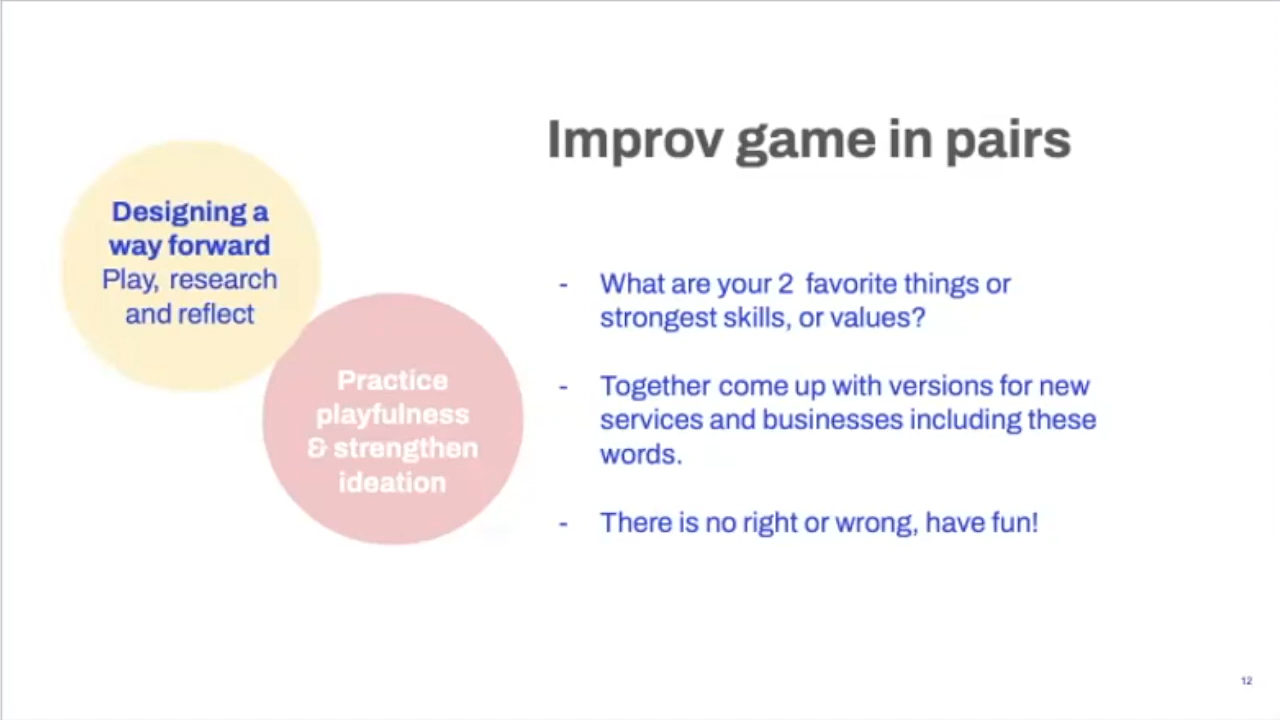 Improv game in pairs
Designing a
way forward
Play, research
and reflect
Practice
playfulness
& strengthen
ideation
- What are your 2 favorite things or
strongest skills, or values?
- Together come up with versions for new
services and businesses including these
words.
- There is no right or wrong, have fun!
12